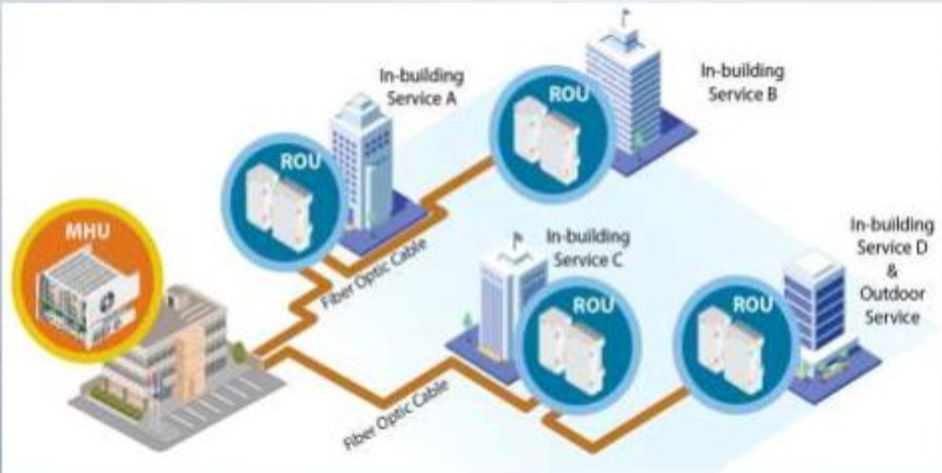 In-building
Service A
In-building
Service B
ROU
ROU
MHU
Fiber Optic Cable
In-building
Service C
In-building
Service D
&
Outdoor
Service
ROU
ROU
Fiber Optic Cable